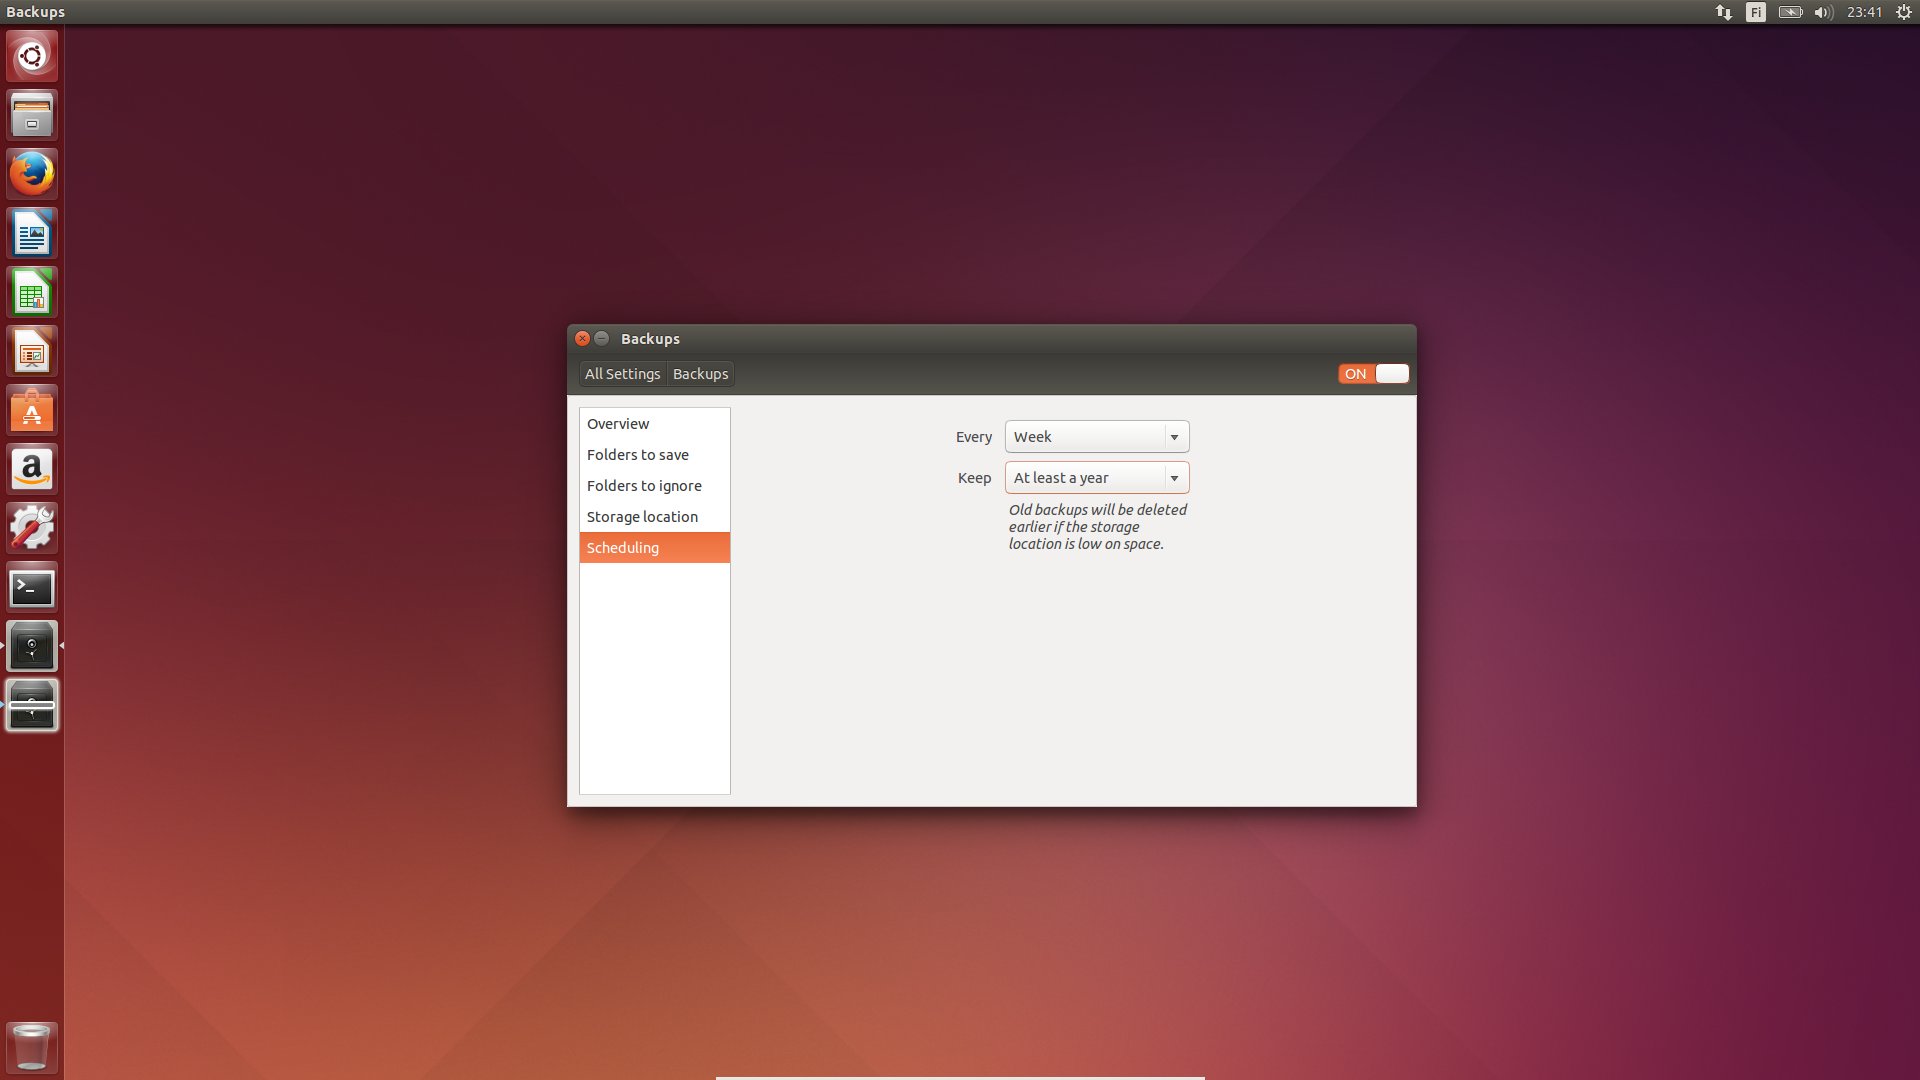 Backups
Fi
23:41
Backups
All Settings Backups
ON
Overview
Folders to save
Folders to ignore
Storage location
Scheduling
Every Week
Keep At least a year
Old backups will be deleted
earlier if the storage
location is low on space.